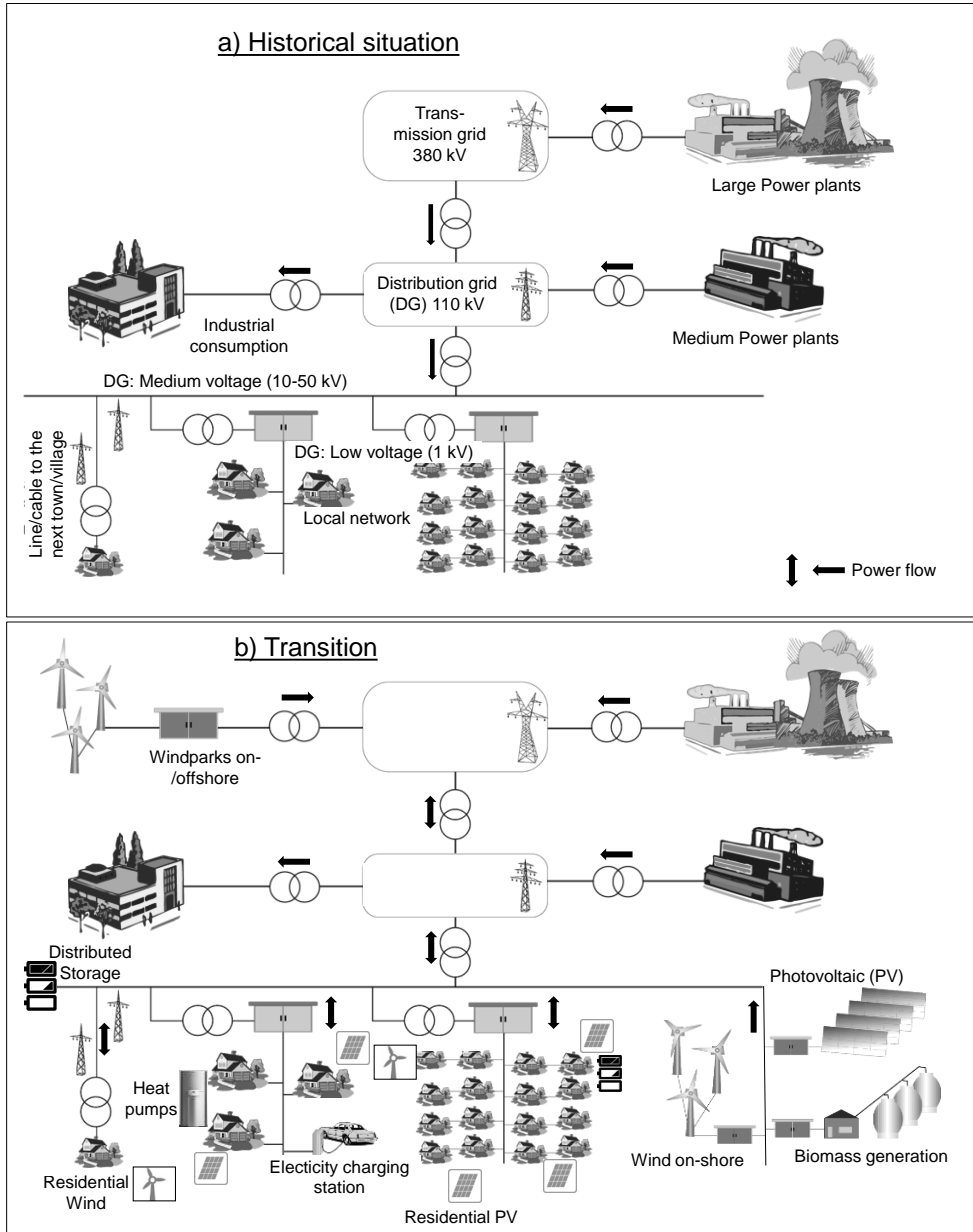 a) Historical situation
Trans-
mission grid
380 kV
Large Power plants
Distribution grid
(DG) 110 kV
Industrial
consumption
Medium Power plants
DG: Medium voltage (10-50 kV)
DG: Low voltage (1 kV)
Line/cable to the
next town/village
Local network
Power flow
b) Transition
Windparks on-
/offshore
Distributed
Storage
Photovoltaic (PV)
Heat
pumps
Electicity charging
station
Wind on-shore
Biomass generation
Residential
Wind
Residential PV